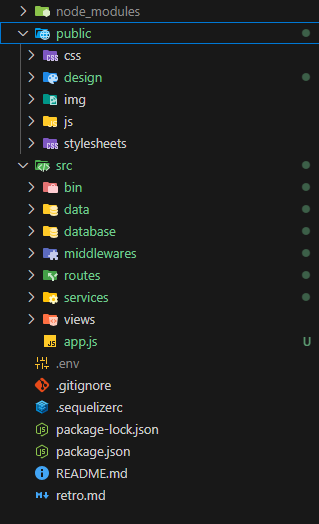 node_modules
public
css
design
img
js
stylesheets
src
bin
data
database
middlewares
routes
services
views
app.js U
.env
.gitignore
.sequelizerc
package-lock.json
package.json
README.md
retro.md